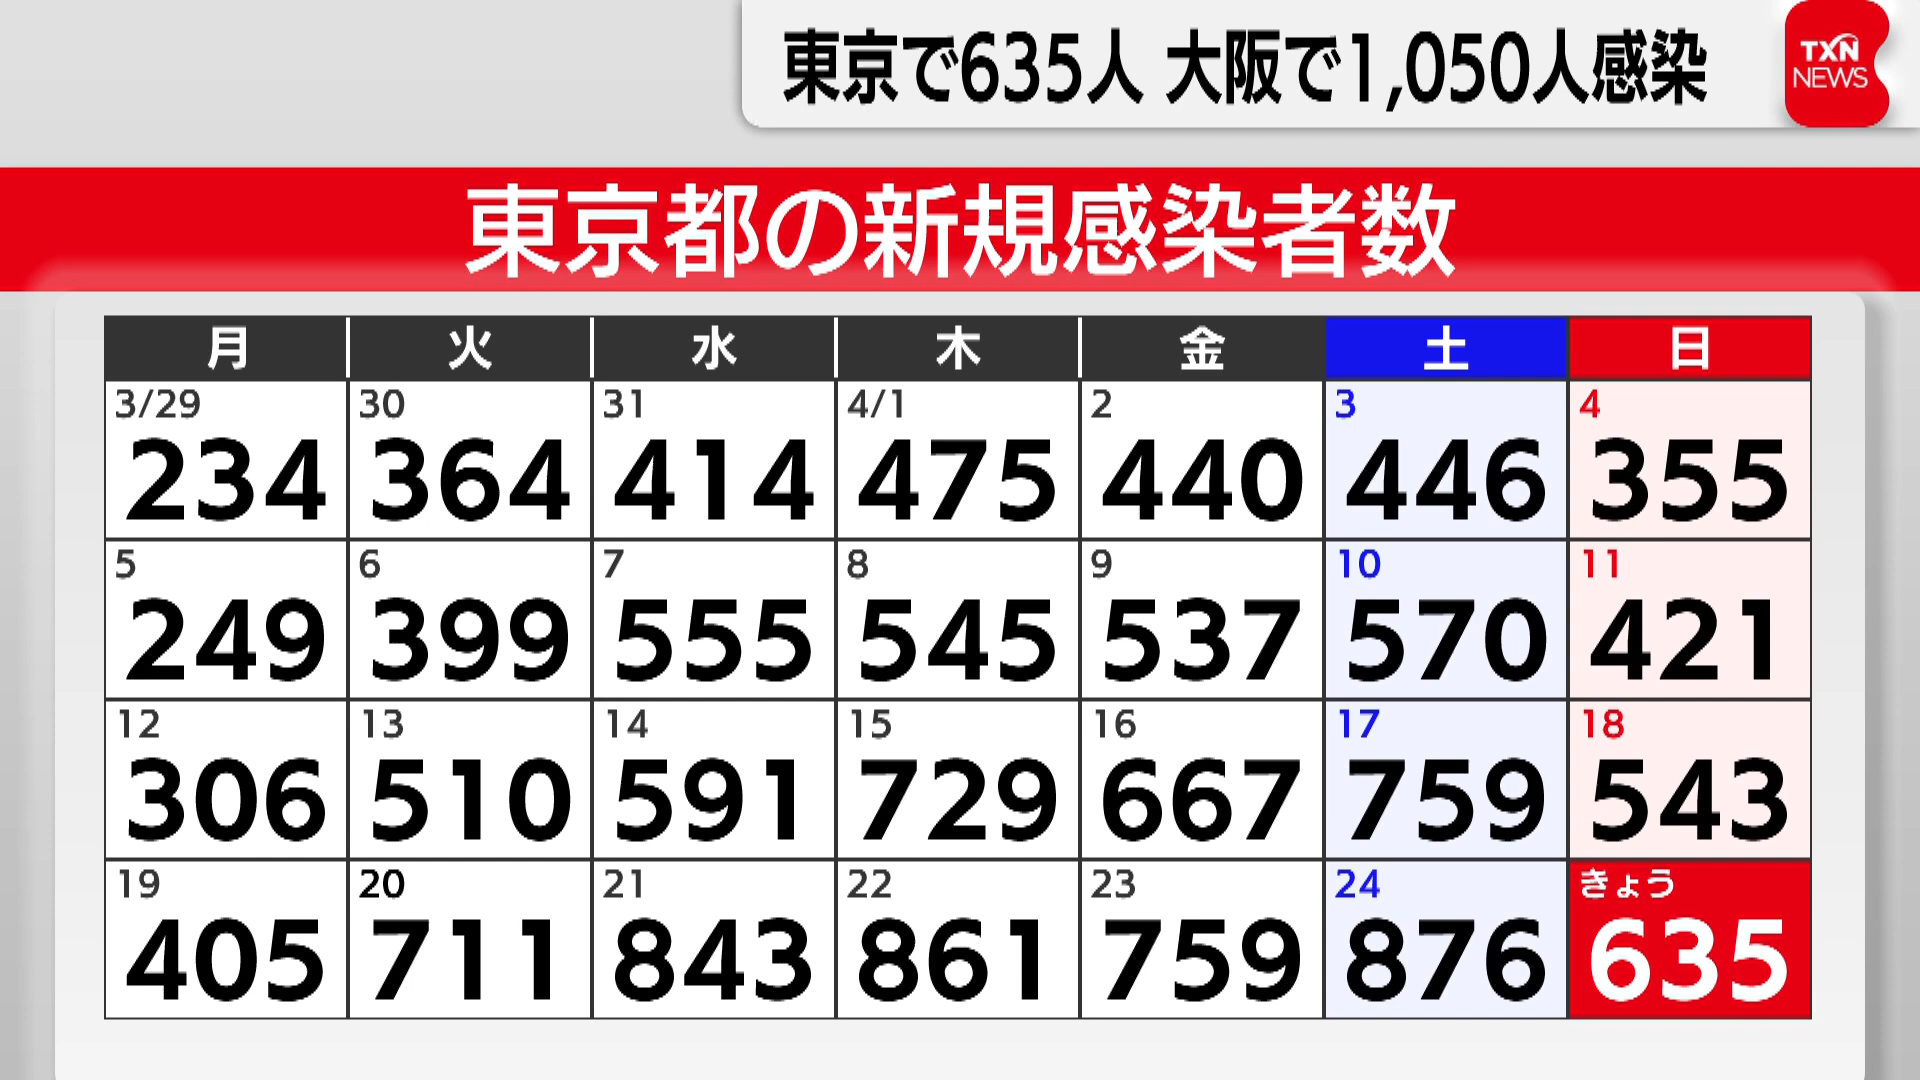 東京で635人 大阪で1,050人感染
TXN
NEWS
東京都の新規感染者数
月 火 水 木 金 土 日
3/29 30 31 4/1 2 3 4
234 364 414 475 440 446 355
5 6 7 8 9 10 11
249 399 555 545 537 570 421
12 13 14 15 16 17 18
306 510 591 729 667 759 543
19 20 21 22 23 24 きょう
405 711 843 861 759 876 635